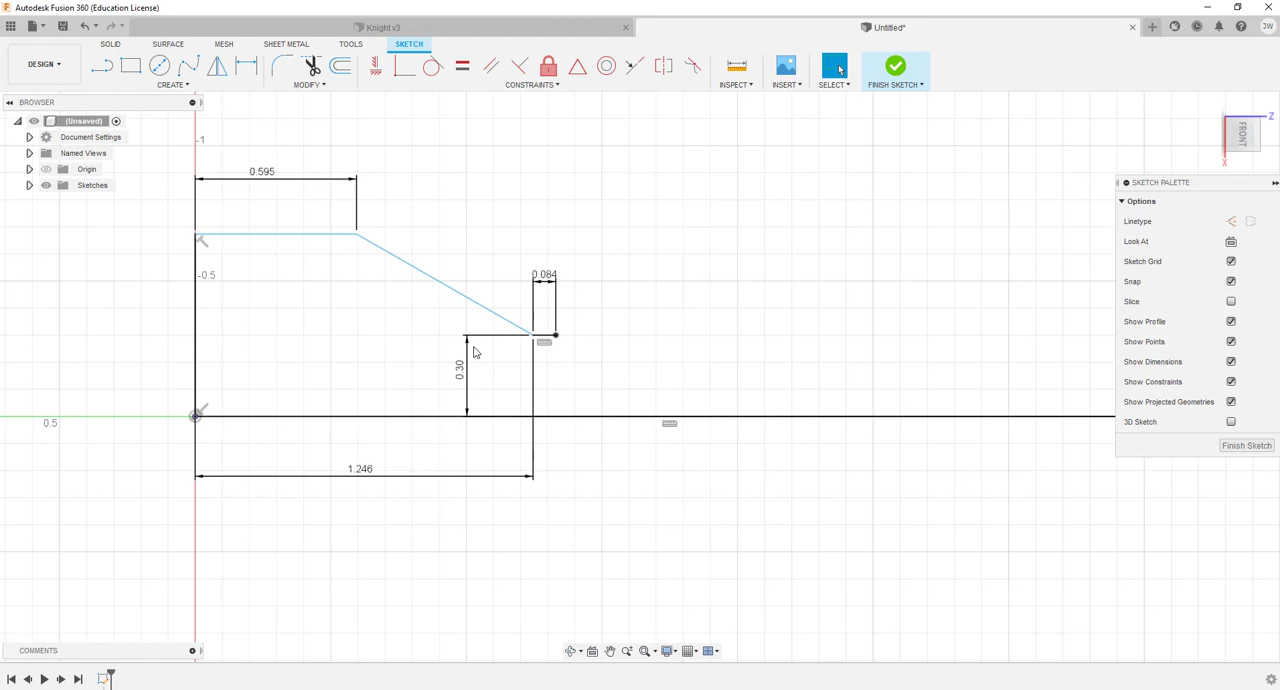 Autodesk Fusion 360 (Education License)
Knight v3
Untitled*
JW
SOLID SURFACE MESH SHEET METAL TOOLS SKETCH
DESIGN
CREATE MODIFY CONSTRAINTS INSPECT INSERT SELECT FINISH SKETCH
BROWSER
(Unsaved)
Document Settings
Named Views
Origin
Sketches
-1
0.595
-0.5
0 084
0.30
0.5
1.246
Z
FRONT
X
SKETCH PALETTE
Options
Linetype
Look At
Sketch Grid
Snap
Slice
Show Profile
Show Points
Show Dimensions
Show Constraints
Show Projected Geometries
3D Sketch
Finish Sketch
COMMENTS